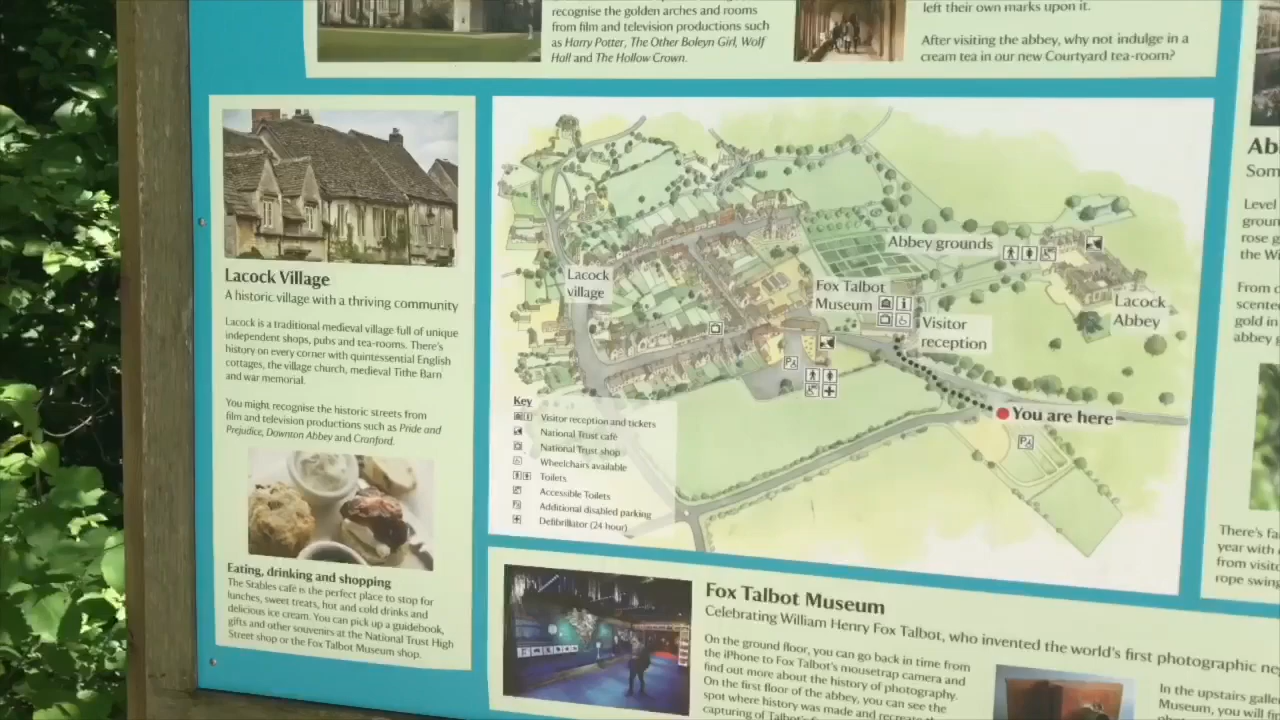 recognise the golden arches and rooms
from film and television productions such
as Harry Potter, The Other Boleyn Girl, Wolf
Hall and The Hollow Crown.
left their own marks upon it.
After visiting the abbey, why not indulge in a
cream tea in our new Courtyard tea-room?
Lacock Village
A historic village with a thriving community
Lacock is a traditional medieval village full of unique
independent shops, pubs and tea-rooms. There's
history on every corner with quintessential English
cottages, the village church, medieval Tithe Barn
and war memorial.
You might recognise the historic streets from
film and television productions such as Pride and
Prejudice, Downton Abbey and Cranford.
Eating, drinking and shopping
The Stables café is the perfect place to stop for
lunches, sweet treats, hot and cold drinks and
delicious ice cream. You can pick up a guidebook,
gifts and other souvenirs at the National Trust High
Street shop or the Fox Talbot Museum shop.
Lacock
village
Abbey grounds
Fox Talbot
Museum
Visitor
reception
Lacock
Abbey
You are here
Key
Visitor reception and tickets
National Trust café
National Trust shop
Wheelchairs available
Toilets
Accessible Toilets
Additional disabled parking
Defibrillator (24 hour)
Fox Talbot Museum
Celebrating William Henry Fox Talbot, who invented the world's first photographic
On the ground floor, you can go back in time from
the iPhone to Fox Talbot's mousetrap camera and
find out more about the history of photography.
On the first floor of the abbey, you can see the
spot where history was made and recreate
capturing of Talbot's
In the upstairs
Museum, you will
Ab
Som
Level
groun
rose g
the Wi
From
scente
gold in
abbey
There's fa
year with
from visito
rope swin